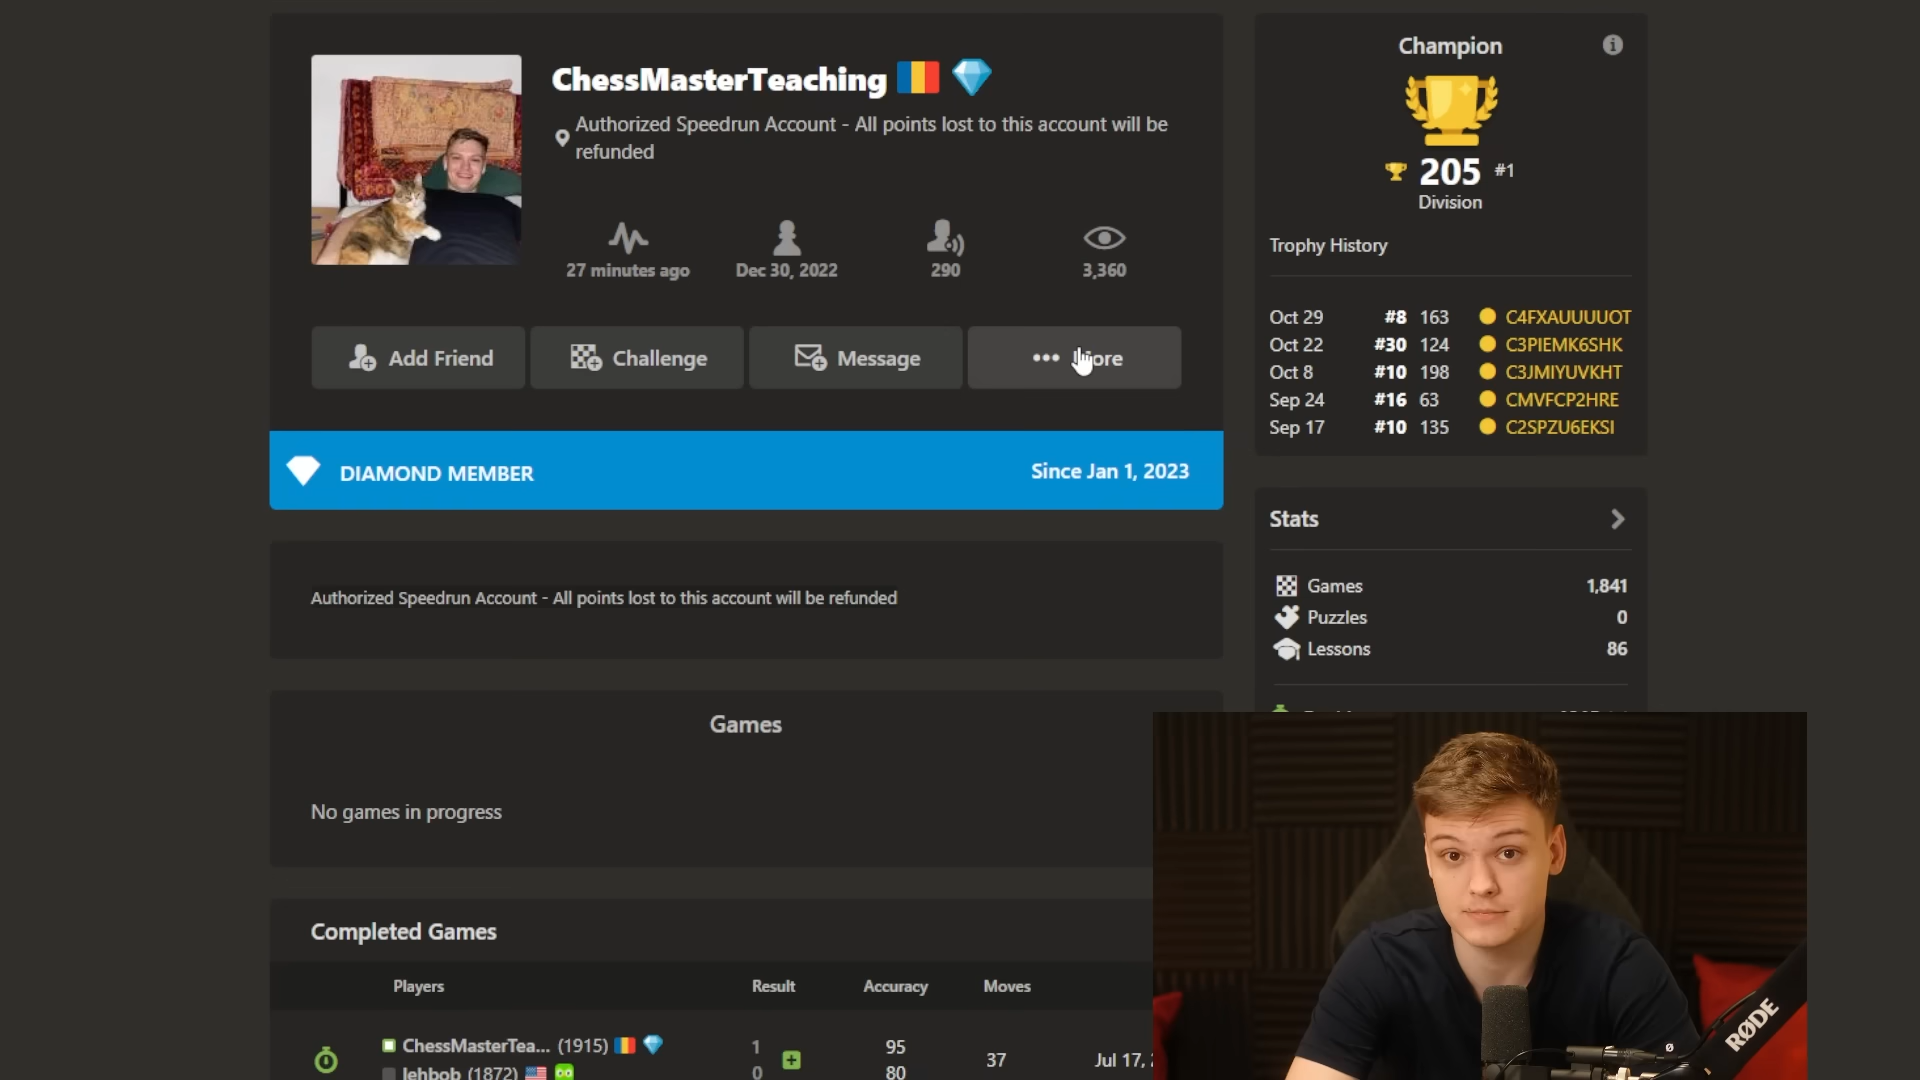 ChessMasterTeaching
Authorized Speedrun Account - All points lost to this account will be
refunded
27 minutes ago
Dec 30, 2022
290
3,360
Add Friend
Challenge
Message
ore
DIAMOND MEMBER
Since Jan 1, 2023
Authorized Speedrun Account - All points lost to this account will be refunded
Games
No games in progress
Completed Games
Players Result Accuracy Moves
ChessMasterTea... (1915) 1 95
37 Jul 17,
lehbob (1872) 0 80
Champion
205 #1
Division
Trophy History
Oct 29 #8 163 C4FXAUUUUOT
Oct 22 #30 124 C3PIEMK6SHK
Oct 8 #10 198 C3JMIYUVKHT
Sep 24 #16 63 CMVFCP2HRE
Sep 17 #10 135 C2SPZU6EKSI
Stats
Games 1,841
Puzzles 0
Lessons 86
RØDE